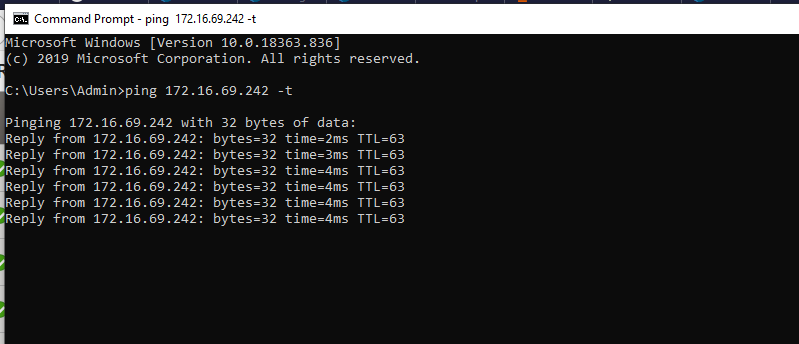 Command Prompt - ping 172.16.69.242 -t
Microsoft Windows [Version 10.0.18363.836]
(c) 2019 Microsoft Corporation. All rights reserved.
C:\Users\Admin>ping 172.16.69.242 -t
Pinging 172.16.69.242 with 32 bytes of data:
Reply from 172.16.69.242: bytes=32 time=2ms TTL=63
Reply from 172.16.69.242: bytes=32 time=3ms TTL=63
Reply from 172.16.69.242: bytes=32 time=4ms TTL=63
Reply from 172.16.69.242: bytes=32 time=4ms TTL=63
Reply from 172.16.69.242: bytes=32 time=4ms TTL=63
Reply from 172.16.69.242: bytes=32 time=4ms TTL=63